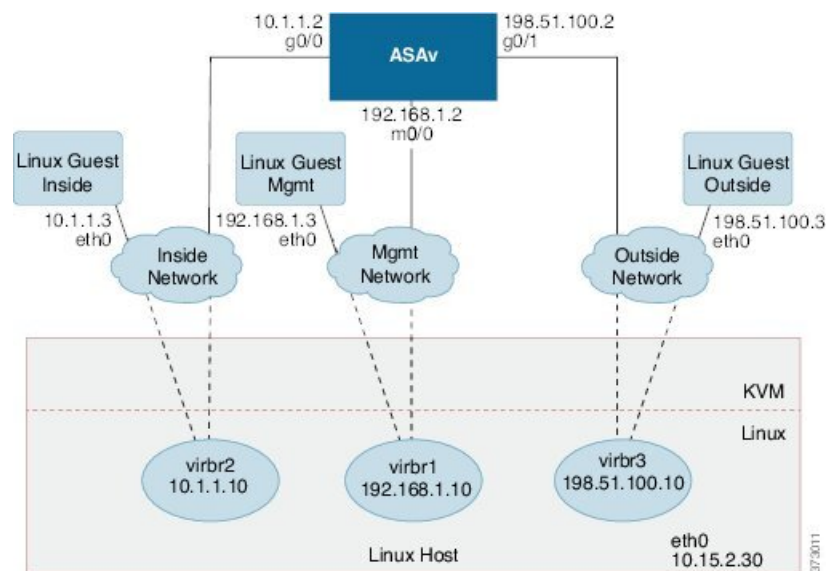 10.1.1.2
g0/0
ASAv
198.51.100.2
g0/1
192.168.1.2
m0/0
Linux Guest
Inside
Linux Guest
Mgmt
Linux Guest
Outside
10.1.1.3
eth0
192.168.1.3
eth0
198.51.100.3
eth0
Inside
Network
Mgmt
Network
Outside
Network
KVM
Linux
virbr2
10.1.1.10
virbr1
192.168.1.10
virbr3
198.51.100.10
Linux Host
eth0
10.15.2.30
373011